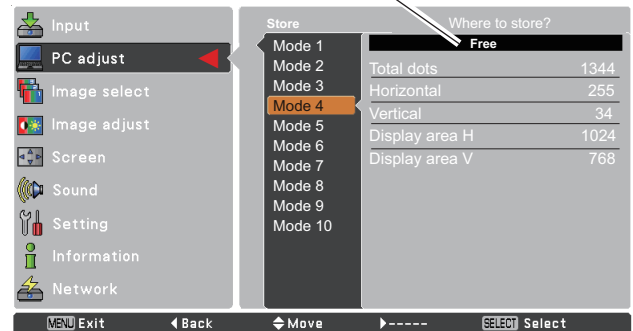 Input
PC adjust
Image select
Image adjust
Screen
Sound
Setting
Information
Network
Store
Mode 1
Mode 2
Mode 3
Mode 4
Mode 5
Mode 6
Mode 7
Mode 8
Mode 9
Mode 10
Where to store?
Free
Total dots 1344
Horizontal 255
Vertical 34
Display area H 1024
Display area V 768
MENU Exit Back Move ----- SELECT Select